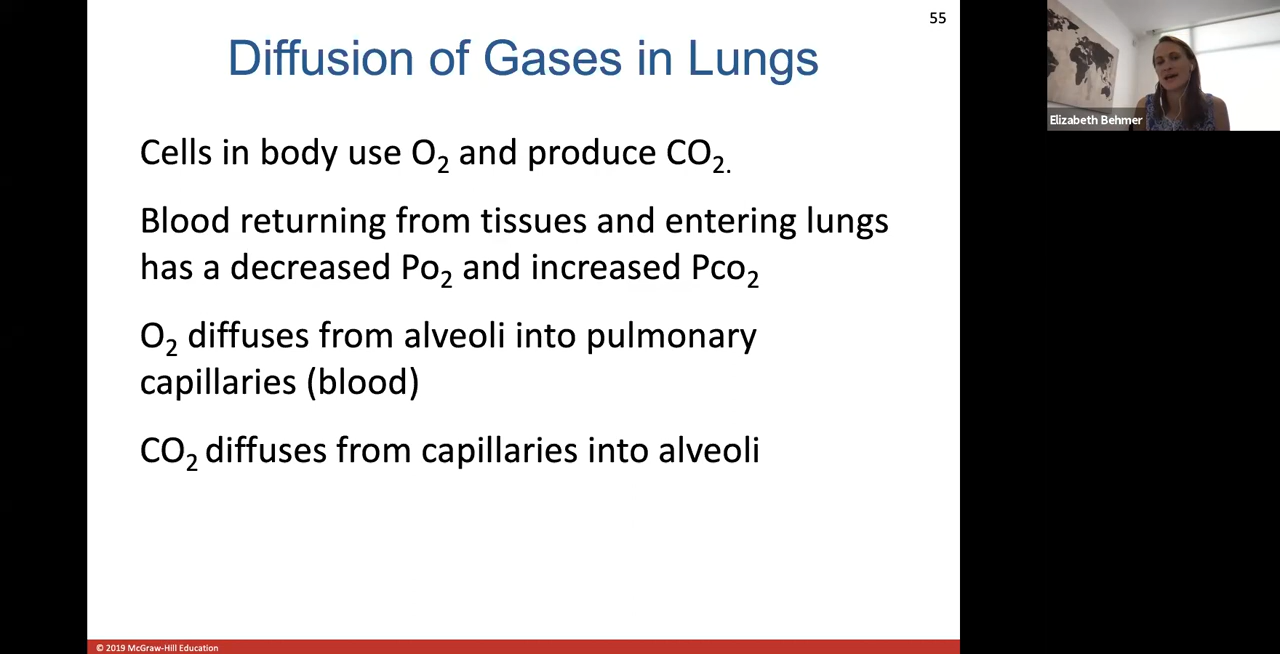 55
Diffusion of Gases in Lungs
Elizabeth Behmer
Cells in body use O₂ and produce CO₂.
Blood returning from tissues and entering lungs
has a decreased Po₂ and increased Pco₂
O₂ diffuses from alveoli into pulmonary
capillaries (blood)
CO₂ diffuses from capillaries into alveoli
© 2019 McGraw-Hill Education